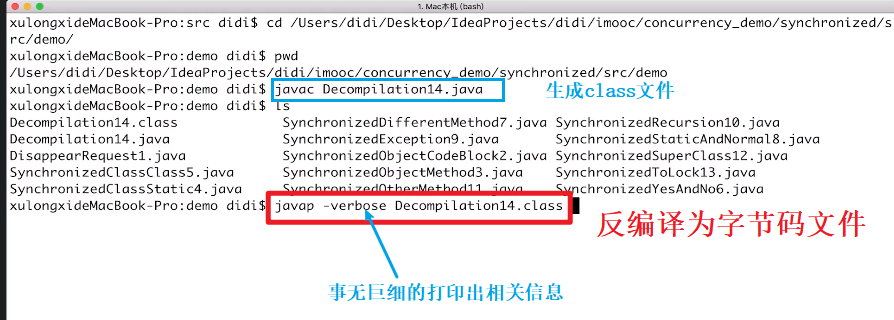 1. Mac本机 (bash)
xulongxideMacBook-Pro:src didi$ cd /Users/didi/Desktop/IdeaProjects/didi/imooc/concurrency_demo/synchronized/s
rc/demo/
xulongxideMacBook-Pro:demo didi$ pwd
/Users/didi/Desktop/IdeaProjects/didi/imooc/concurrency_demo/synchronized/src/demo
xulongxideMacBook-Pro:demo didi$ javac Decompilation14.java 生成class文件
xulongxideMacBook-Pro:demo didi$ ls
Decompilation14.class SynchronizedDifferentMethod7.java SynchronizedRecursion10.java
Decompilation14.java SynchronizedException9.java SynchronizedStaticAndNormal8.java
DisappearRequest1.java SynchronizedObjectCodeBlock2.java SynchronizedSuperClass12.java
SynchronizedClassClass5.java SynchronizedObjectMethod3.java SynchronizedToLock13.java
SynchronizedClassStatic4.java SynchronizedOtherMethod11.java SynchronizedYesAndNo6.java
xulongxideMacBook-Pro:demo didi$ javap -verbose Decompilation14.class
反编译为字节码文件
事无巨细的打印出相关信息